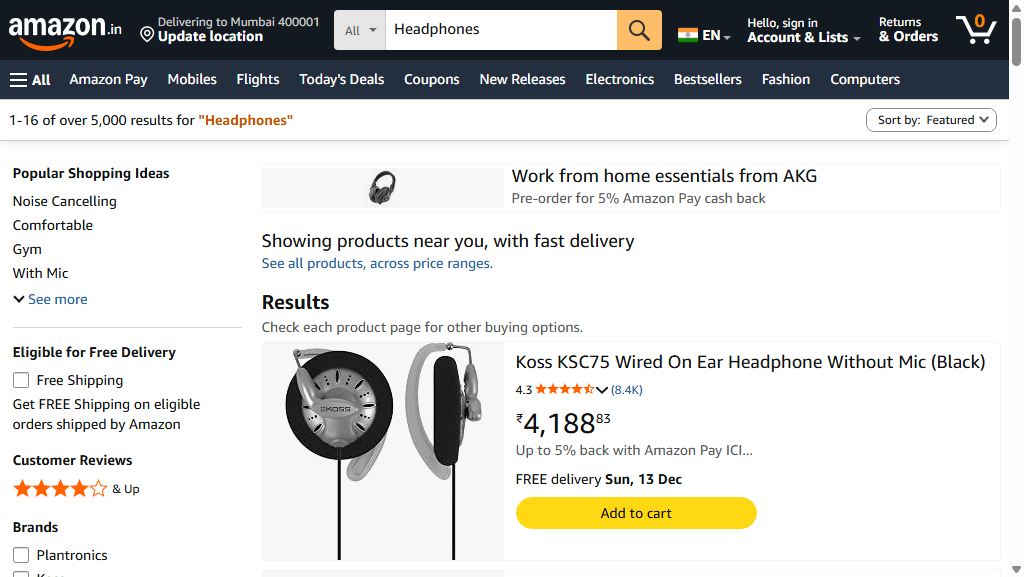 amazon.in
Delivering to Mumbai 400001
Update location
All
Headphones
EN
Hello, sign in
Account & Lists
Returns
& Orders
0
All
Amazon Pay
Mobiles
Flights
Today's Deals
Coupons
New Releases
Electronics
Bestsellers
Fashion
Computers
1-16 of over 5,000 results for "Headphones"
Sort by: Featured
Popular Shopping Ideas
Noise Cancelling
Comfortable
Gym
With Mic
See more
Eligible for Free Delivery
Free Shipping
Get FREE Shipping on eligible
orders shipped by Amazon
Customer Reviews
& Up
Brands
Plantronics
Work from home essentials from AKG
Pre-order for 5% Amazon Pay cash back
Showing products near you, with fast delivery
See all products, across price ranges.
Results
Check each product page for other buying options.
KOSS
Koss KSC75 Wired On Ear Headphone Without Mic (Black)
4.3 (8.4K)
₹4,18883
Up to 5% back with Amazon Pay ICI...
FREE delivery Sun, 13 Dec
Add to cart